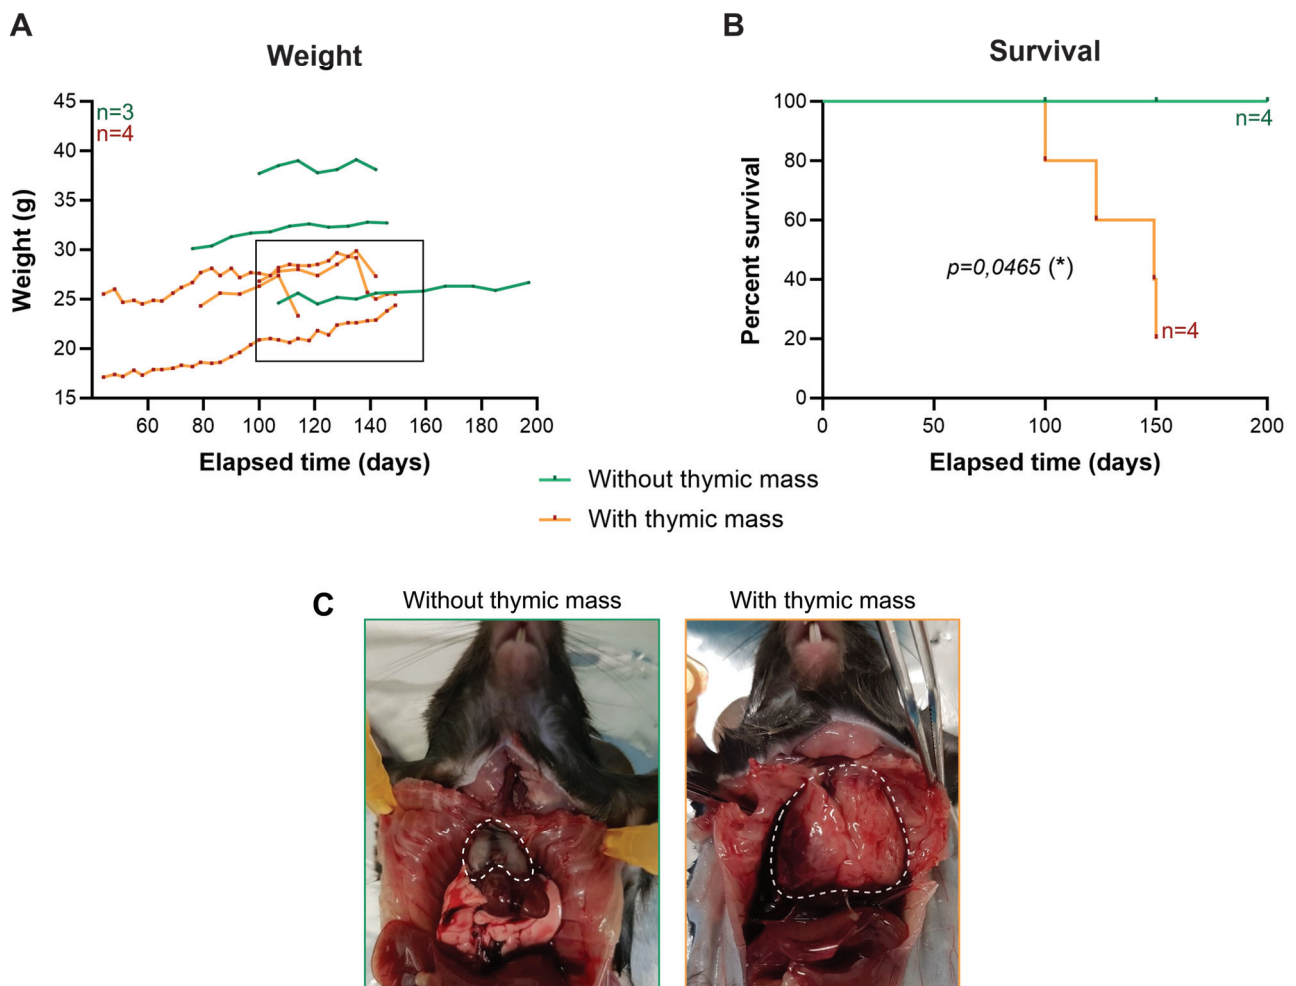 A
Weight
45
40
35
30
25
20
15
Weight (g)
n=3
n=4
60
80
100
120
140
160
180
200
Elapsed time (days)
B
Survival
100
80
60
40
20
0
Percent survival
n=4
p=0,0465 (*)
n=4
0
50
100
150
200
Elapsed time (days)
Without thymic mass
With thymic mass
C
Without thymic mass
With thymic mass